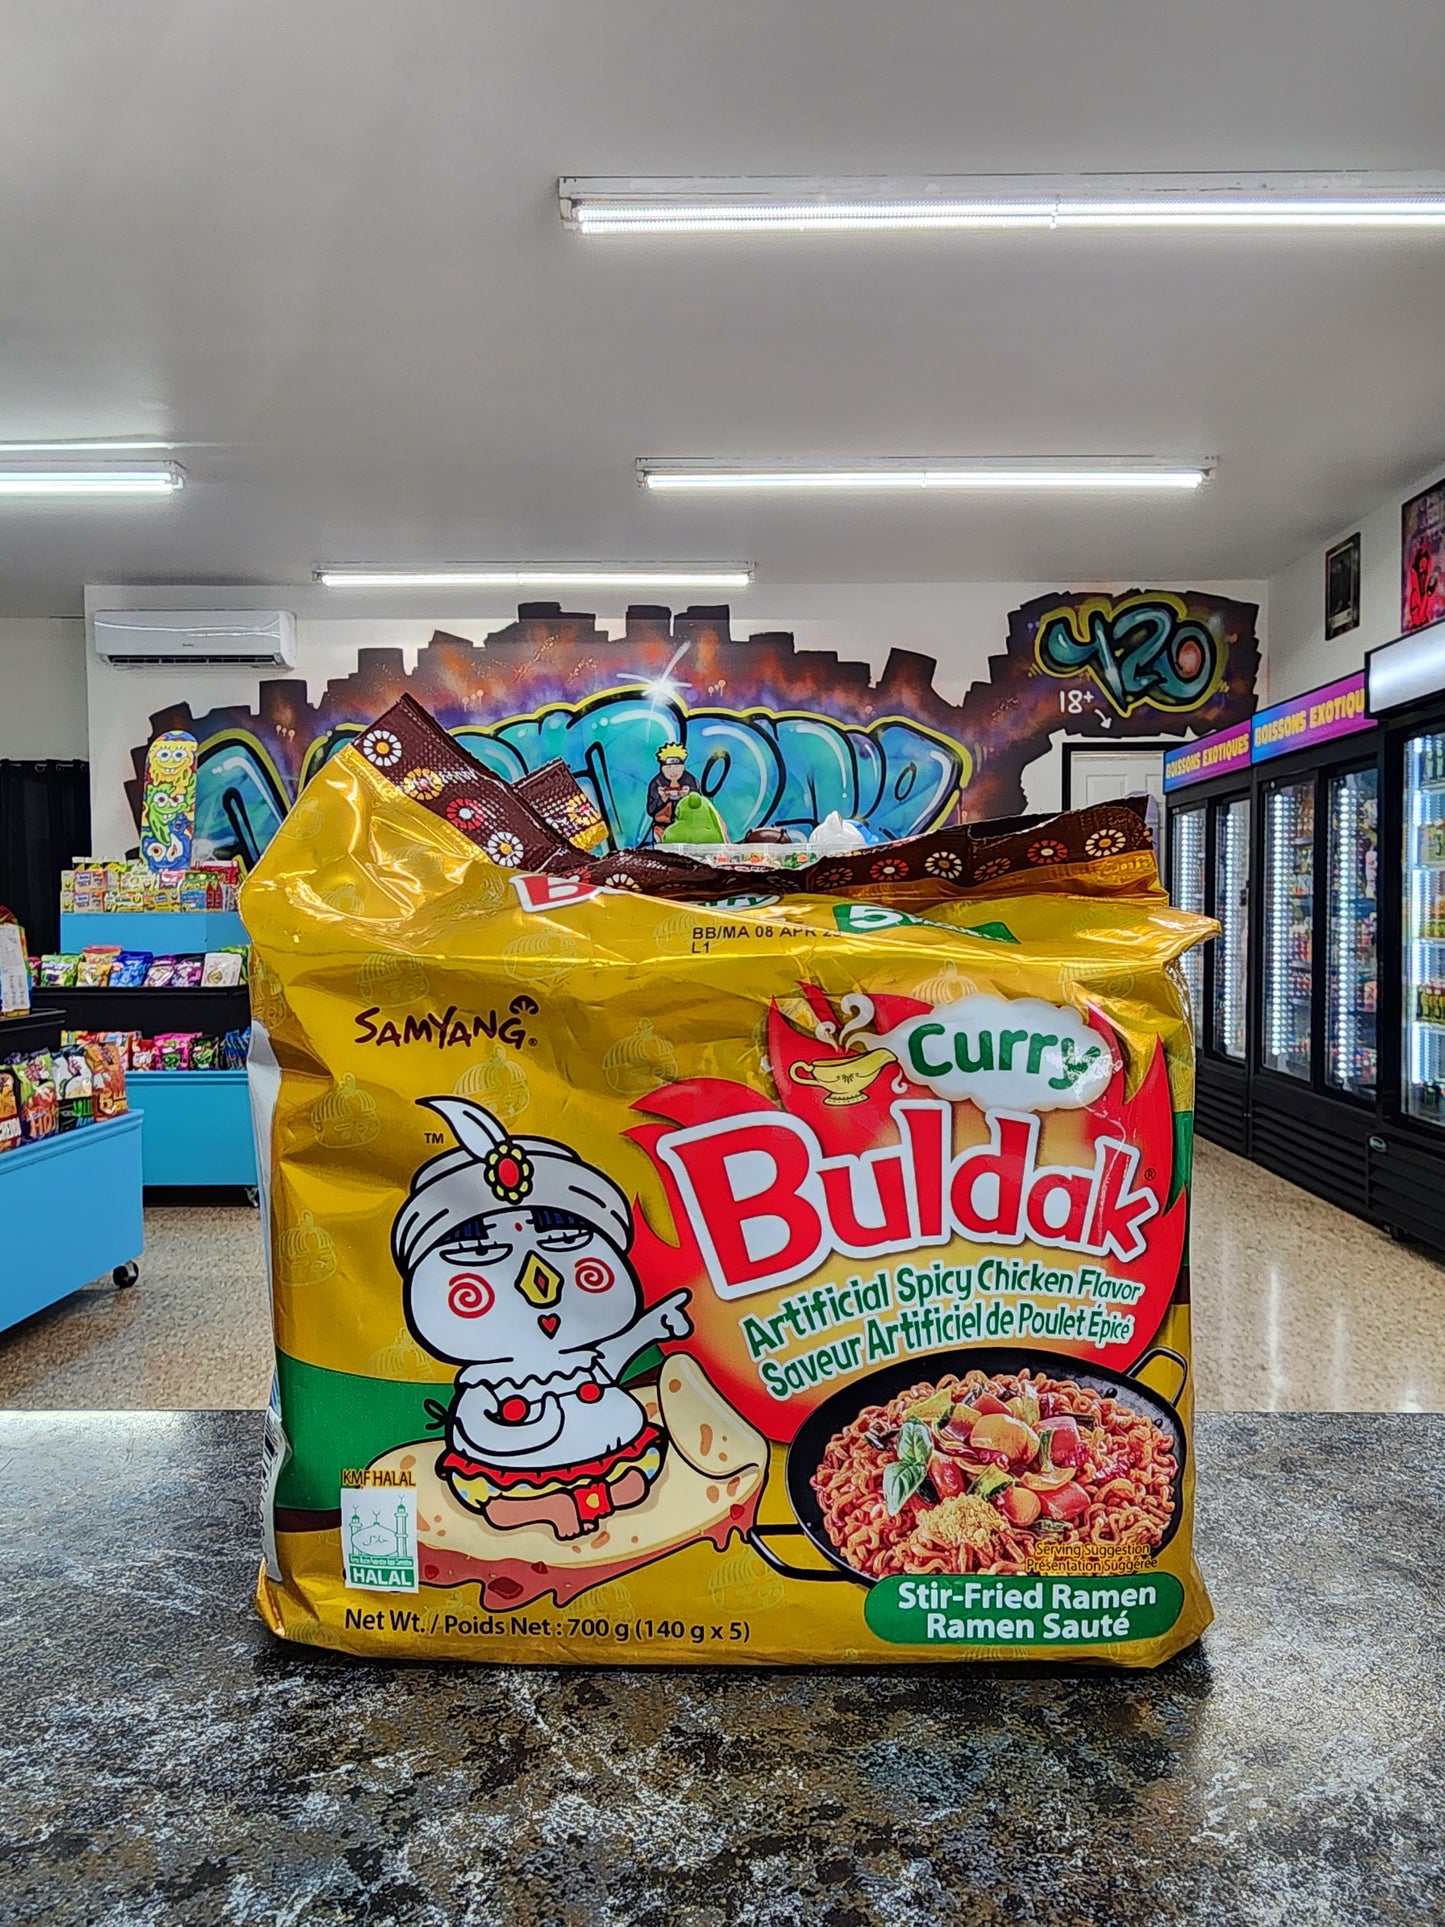 420
18+
BOISSONS EXOTIQUES
BOISSONS EXOTIQU
BB/MA 08 APR
L1
SAMYANG
Curry
TM
Buldak
Artificial Spicy Chicken Flavor
Saveur Artificiel de Poulet Épicé
KMF HALAL
HALAL
Serving Suggestion
Présentation Suggérée
Stir-Fried Ramen
Ramen Sauté
Net Wt. / Poids Net : 700 g (140 g x 5)